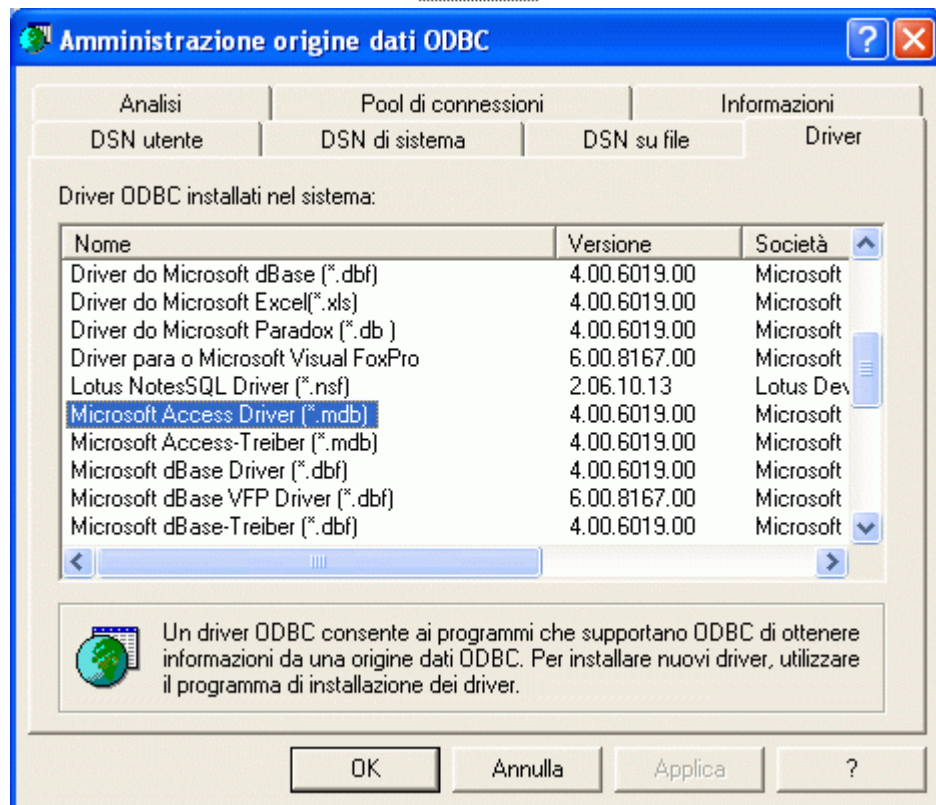 Amministrazione origine dati ODBC
Analisi Pool di connessioni Informazioni
DSN utente DSN di sistema DSN su file Driver
Driver ODBC installati nel sistema:
Nome Versione Società
Driver do Microsoft dBase (*.dbf) 4.00.6019.00 Microsoft
Driver do Microsoft Excel(*.xls) 4.00.6019.00 Microsoft
Driver do Microsoft Paradox (*.db ) 4.00.6019.00 Microsoft
Driver para o Microsoft Visual FoxPro 6.00.8167.00 Microsoft
Lotus NotesSQL Driver (*.nsf) 2.06.10.13 Lotus Dev
Microsoft Access Driver (*.mdb) 4.00.6019.00 Microsoft
Microsoft Access-Treiber (*.mdb) 4.00.6019.00 Microsoft
Microsoft dBase Driver (*.dbf) 4.00.6019.00 Microsoft
Microsoft dBase VFP Driver (*.dbf) 6.00.8167.00 Microsoft
Microsoft dBase-Treiber (*.dbf) 4.00.6019.00 Microsoft
Un driver ODBC consente ai programmi che supportano ODBC di ottenere
informazioni da una origine dati ODBC. Per installare nuovi driver, utilizzare
il programma di installazione dei driver.
OK Annulla Applica ?